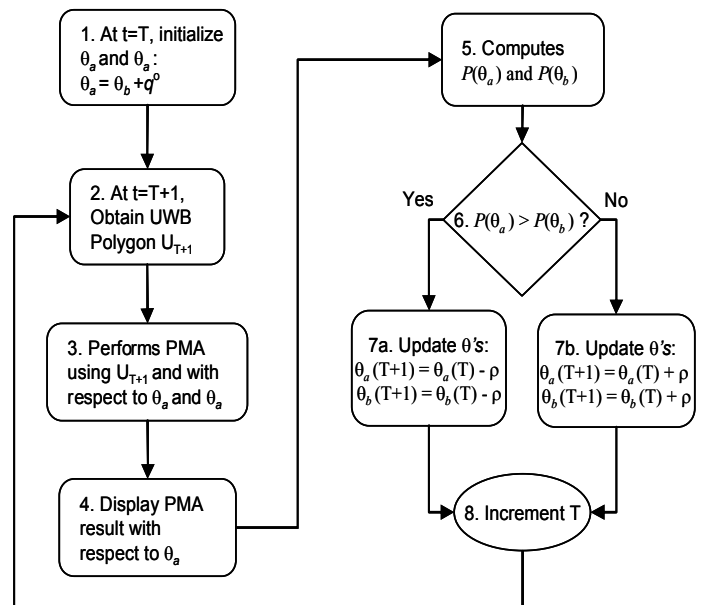 1. At t=T, initialize
θa and θa:
θa = θb +qo
2. At t=T+1,
Obtain UWB
Polygon UT+1
3. Performs PMA
using UT+1 and with
respect to θa and θa
4. Display PMA
result with
respect to θa
5. Computes
P(θa) and P(θb)
Yes
No
6. P(θa) > P(θb) ?
7a. Update θ's:
θa (T+1) = θa (T) - ρ
θb (T+1) = θb (T) - ρ
7b. Update θ's:
θa (T+1) = θa (T) + ρ
θb (T+1) = θb (T) + ρ
8. Increment T